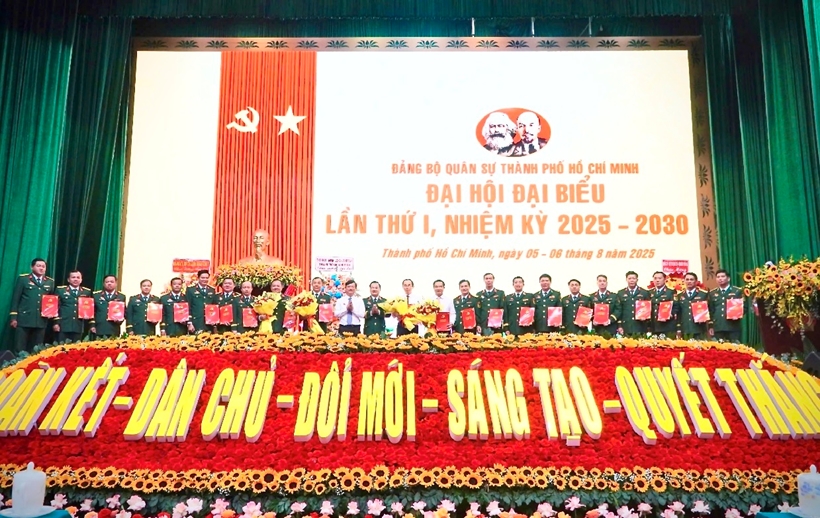 ĐẢNG BỘ QUÂN SỰ THÀNH PHỐ HỒ CHÍ MINH
ĐẠI HỘI ĐẠI BIỂU
LẦN THỨ I, NHIỆM KỲ 2025 – 2030
Thành phố Hồ Chí Minh, ngày 05 – 06 tháng 8 năm 2025
ÀN KẾT – DÂN CHỦ – ĐỔI MỚI – SÁNG TẠO – QUYẾT THẮN